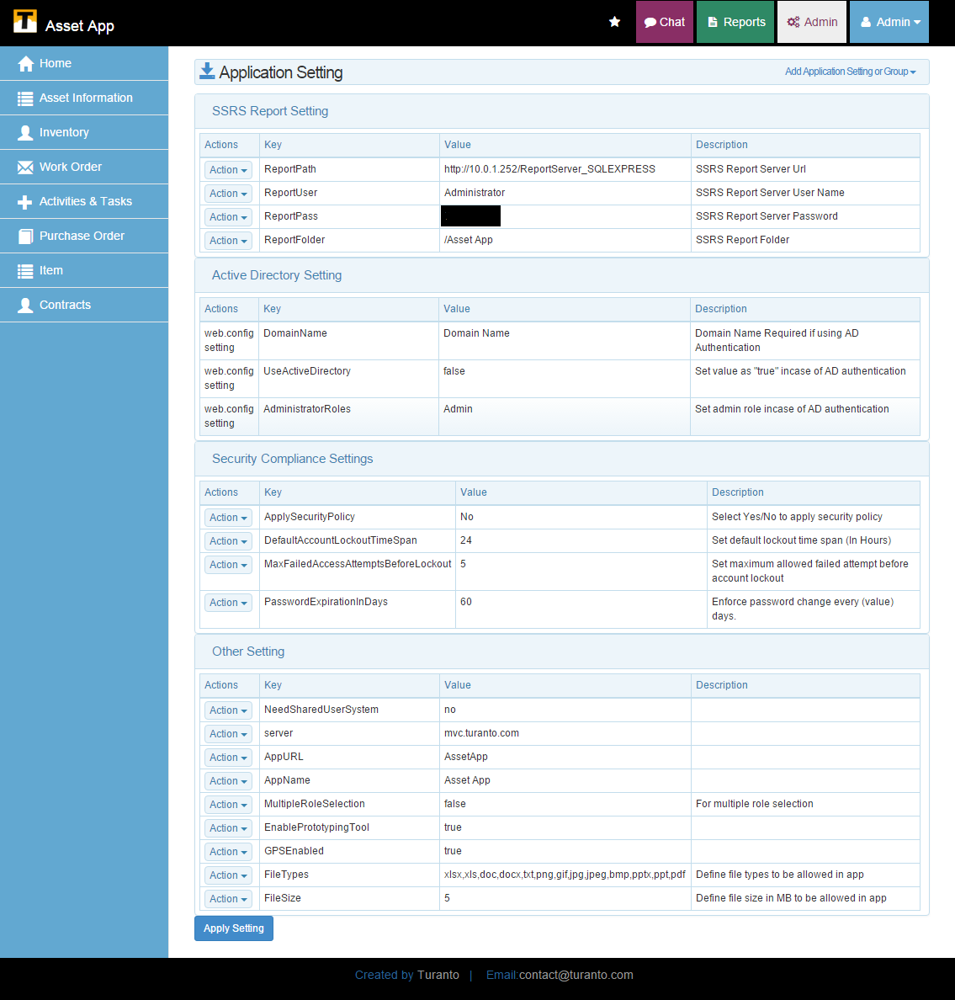 T Asset App
Chat
Reports
Admin
Admin
Home
Asset Information
Inventory
Work Order
Activities & Tasks
Purchase Order
Item
Contracts
Application Setting
Add Application Setting or Group
SSRS Report Setting
Actions Key Value Description
Action ReportPath http://10.0.1.252/ReportServer_SQLEXPRESS SSRS Report Server Url
Action ReportUser Administrator SSRS Report Server User Name
Action ReportPass SSRS Report Server Password
Action ReportFolder /Asset App SSRS Report Folder
Active Directory Setting
Actions Key Value Description
web.config DomainName Domain Name Domain Name Required if using AD
setting Authentication
web.config UseActiveDirectory false Set value as "true" incase of AD authentication
setting
web.config AdministratorRoles Admin Set admin role incase of AD authentication
setting
Security Compliance Settings
Actions Key Value Description
Action ApplySecurityPolicy No Select Yes/No to apply security policy
Action DefaultAccountLockoutTimeSpan 24 Set default lockout time span (In Hours)
Action MaxFailedAccessAttemptsBeforeLockout 5 Set maximum allowed failed attempt before
account lockout
Action PasswordExpirationInDays 60 Enforce password change every (value)
days.
Other Setting
Actions Key Value Description
Action NeedSharedUserSystem no
Action server mvc.turanto.com
Action AppURL AssetApp
Action AppName Asset App
Action MultipleRoleSelection false For multiple role selection
Action EnablePrototypingTool true
Action GPSEnabled true
Action FileTypes xlsx,xls,doc,docx,txt,png,gif,jpg,jpeg,bmp,pptx,ppt,pdf Define file types to be allowed in app
Action FileSize 5 Define file size in MB to be allowed in app
Apply Setting
Created by Turanto | Email:contact@turanto.com